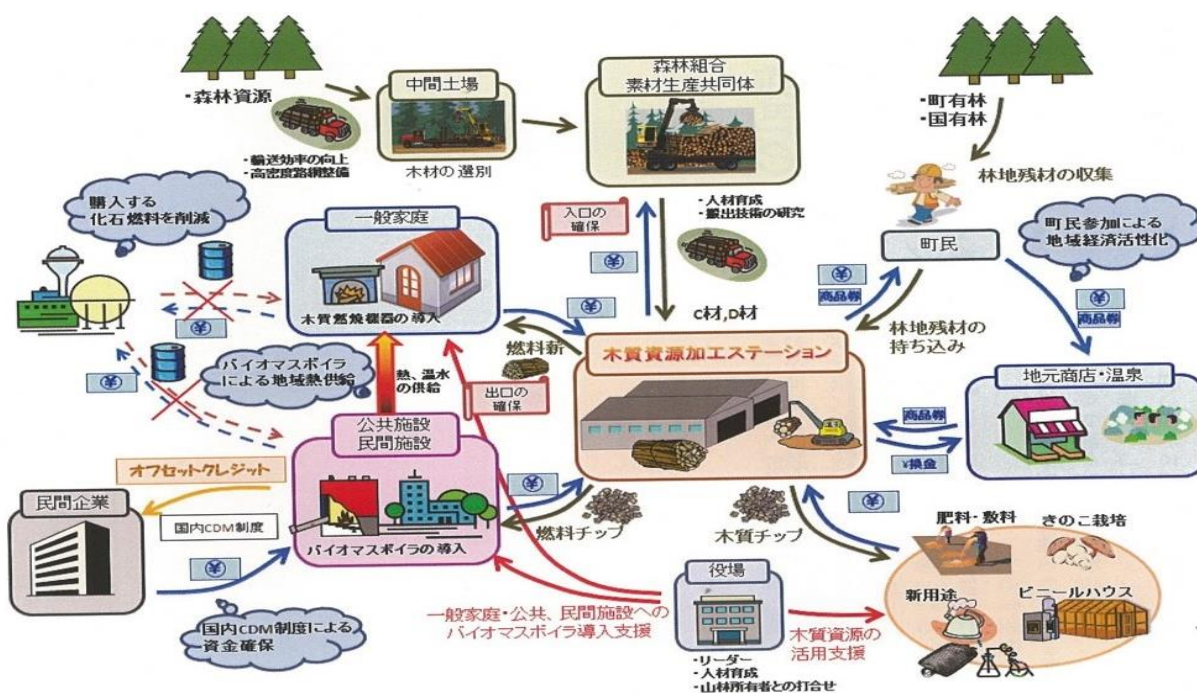 ・森林資源
・輸送効率の向上
・高密度路網整備
中間土場
木材の選別
森林組合
素材生産共同体
・人材育成
・搬出技術の研究
・町有林
・国有林
林地残材の収集
町民
町民参加による
地域経済活性化
購入する
化石燃料を削減
¥
¥
一般家庭
木質燃焼機器の導入
入口の
確保
¥
¥
C材,D材
¥
商品券
林地残材の
持ち込み
¥
商品券
バイオマスボイラ
による地域熱供給
熱、温水
の供給
燃料薪
出口の
確保
木質資源加工ステーション
地元商店・温泉
商品券
¥換金
公共施設
民間施設
バイオマスボイラの導入
オフセットクレジット
民間企業
国内CDM制度
¥
国内CDM制度による
資金確保
¥
燃料チップ
木質チップ
¥
肥料・敷料
きのこ栽培
新用途
ビニールハウス
役場
・リーダー
・人材育成
・山林所有者との打合せ
一般家庭・公共、民間施設への
バイオマスボイラ導入支援
木質資源の
活用支援